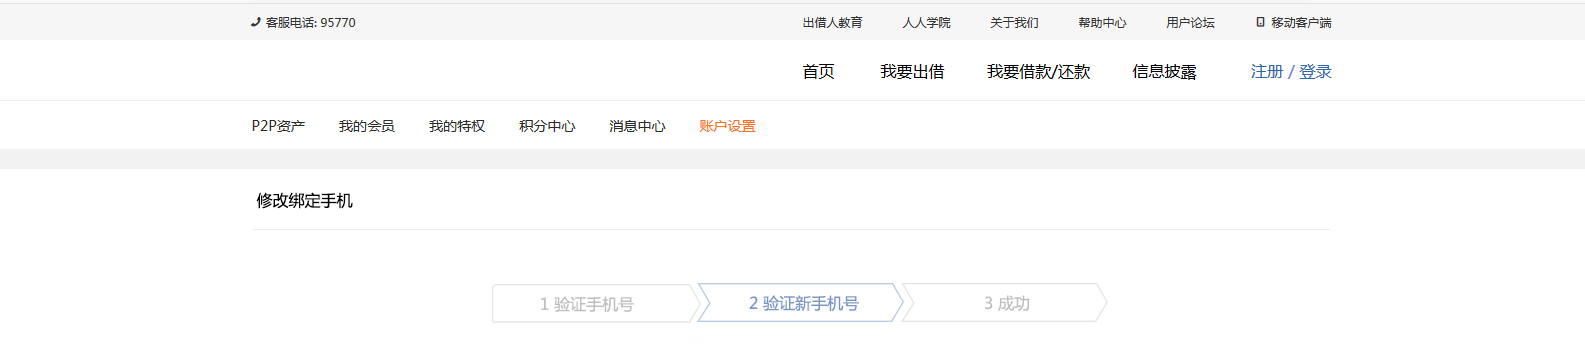 客服电话: 95770 出借人教育 人人学院 关于我们 帮助中心 用户论坛 移动客户端
首页 我要出借 我要借款/还款 信息披露 注册 / 登录
P2P资产 我的会员 我的特权 积分中心 消息中心 账户设置
修改绑定手机
1 验证手机号 2 验证新手机号 3 成功